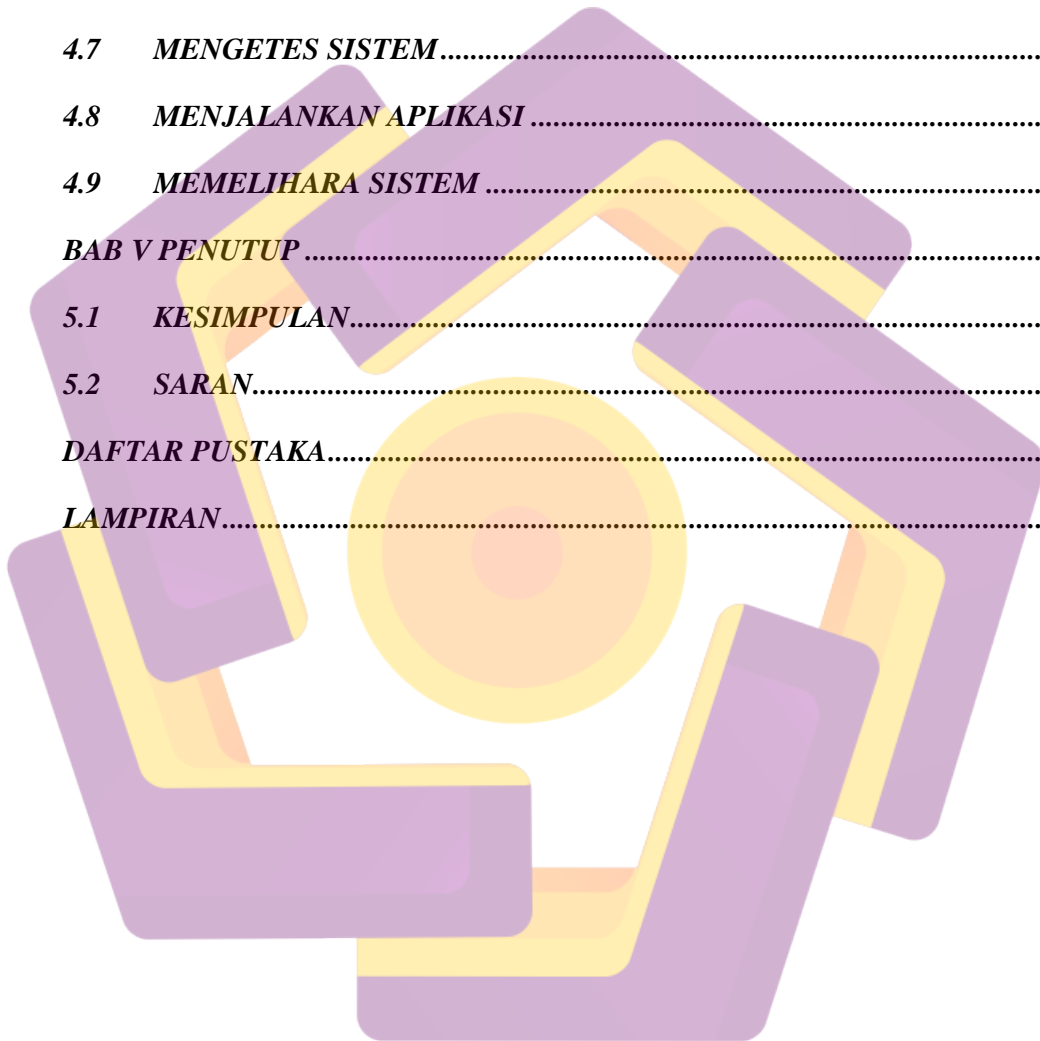 4.7 MENGETES SISTEM................................................................................
4.8 MENJALANKAN APLIKASI................................................................................
4.9 MEMELIHARA SISTEM................................................................................
BAB V PENUTUP................................................................................
5.1 KESIMPULAN................................................................................
5.2 SARAN................................................................................
DAFTAR PUSTAKA................................................................................
LAMPIRAN................................................................................